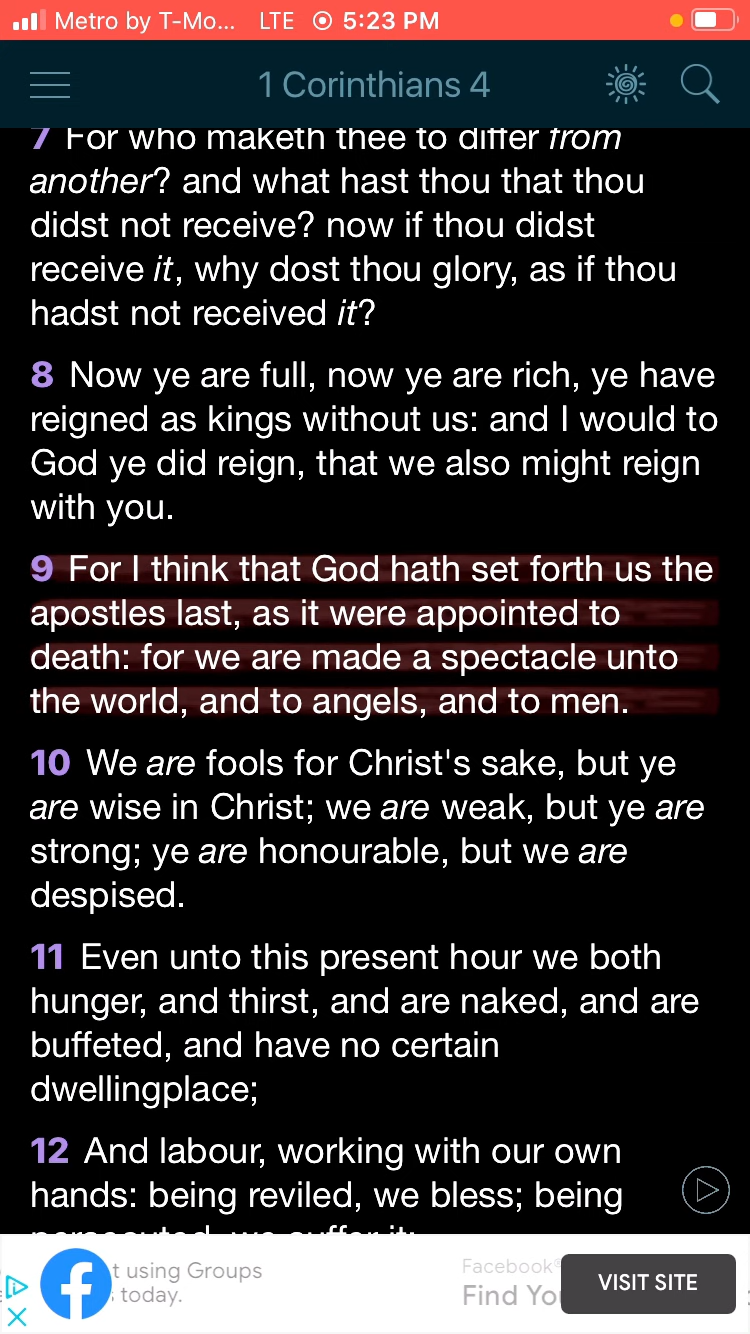 Metro by T-Mo... LTE 5:23 PM
1 Corinthians 4
7 For who maketh thee to differ from
another? and what hast thou that thou
didst not receive? now if thou didst
receive it, why dost thou glory, as if thou
hadst not received it?
8 Now ye are full, now ye are rich, ye have
reigned as kings without us: and I would to
God ye did reign, that we also might reign
with you.
9 For I think that God hath set forth us the
apostles last, as it were appointed to
death: for we are made a spectacle unto
the world, and to angels, and to men.
10 We are fools for Christ's sake, but ye
are wise in Christ; we are weak, but ye are
strong; ye are honourable, but we are
despised.
11 Even unto this present hour we both
hunger, and thirst, and are naked, and are
buffeted, and have no certain
dwellingplace;
12 And labour, working with our own
hands: being reviled, we bless; being
persecuted, we suffer it:
t using Groups
today.
Facebook®
Find You
VISIT SITE